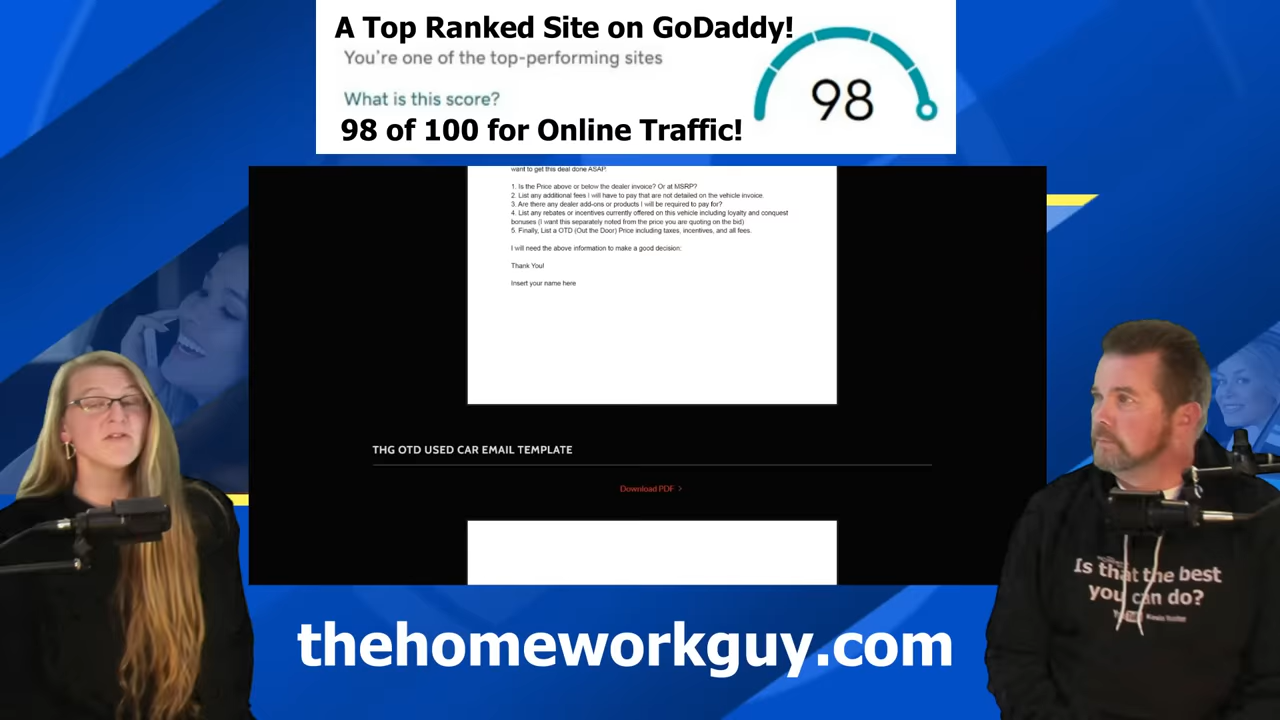 A Top Ranked Site on GoDaddy!
You're one of the top-performing sites
What is this score?
98 of 100 for Online Traffic!
98
want to get this deal done ASAP.
1. Is the Price above or below the dealer invoice? Or at MSRP?
2. List any additional fees I will have to pay that are not detailed on the vehicle invoice.
3. Are there any dealer add-ons or products I will be required to pay for?
4. List any rebates or incentives currently offered on this vehicle including loyalty and conquest
bonuses (I want this separately noted from the price you are quoting on the bid)
5. Finally, List a OTD (Out the Door) Price including taxes, incentives, and all fees.
I will need the above information to make a good decision:
Thank You!
Insert your name here
THG OTD USED CAR EMAIL TEMPLATE
Download PDF >
Is that the best
you can do?
thehomeworkguy.com